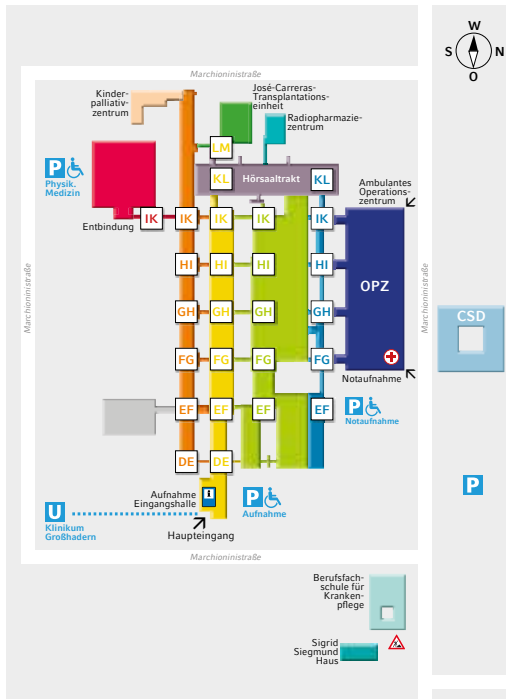 W
S
N
O
Marchioninistraße
Kinder-
palliativ-
zentrum
José-Carreras-
Transplantations-
einheit
Radiopharmazie-
zentrum
LM
P
Physik.
Medizin
KL
Hörsaaltrakt
KL
Ambulantes
Operations-
zentrum
Entbindung
IK
IK
IK
IK
IK
HI
HI
HI
HI
OPZ
Marchioninistraße
Marchioninistraße
GH
GH
GH
GH
CSD
FG
FG
FG
FG
Notaufnahme
EF
EF
EF
EF
P
Notaufnahme
DE
DE
P
Aufnahme
Eingangshalle
i
P
Aufnahme
U
Klinikum
Großhadern
Haupteingang
Marchioninistraße
Berufsfach-
schule für
Kranken-
pflege
Sigrid
Siegmund
Haus